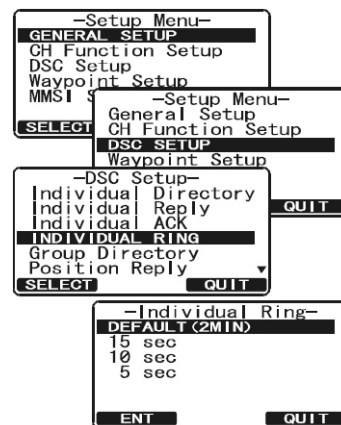 —Setup Menu—
GENERAL SETUP
CH Function Setup
DSC Setup
Waypoint Setup
MMSI S
SELECT
—Setup Menu—
General Setup
CH Function Setup
DSC SETUP
Waypoint Setup
QUIT
—DSC Setup—
Individual Directory
Individual Reply
Individual ACK
INDIVIDUAL RING
Group Directory
Position Reply ▼
SELECT QUIT
—Individual Ring—
DEFAULT(2MIN)
15 sec
10 sec
5 sec
ENT QUIT